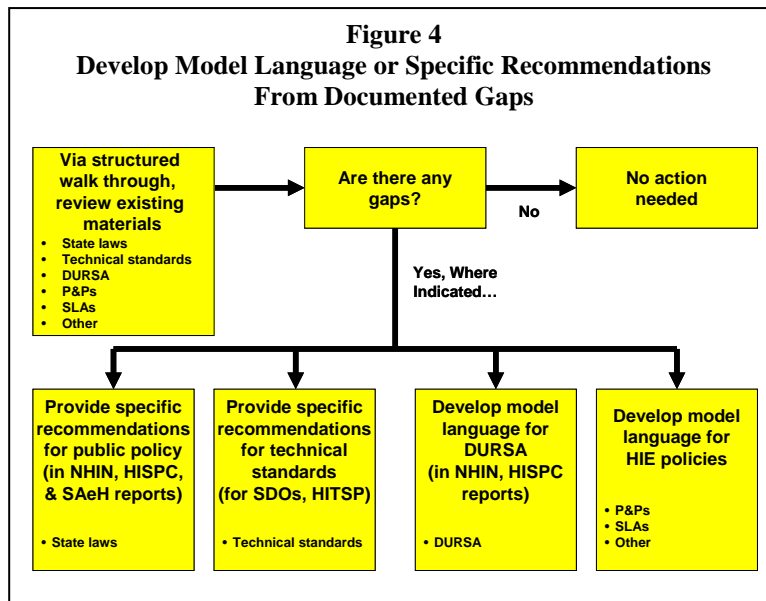 Figure 4
Develop Model Language or Specific Recommendations
From Documented Gaps
Via structured
walk through,
review existing
materials
• State laws
• Technical standards
• DURSA
• P&Ps
• SLAs
• Other
Are there any
gaps?
No
No action
needed
Yes, Where
Indicated…
Provide specific
recommendations
for public policy
(in NHIN, HISPC,
& SAeH reports)
• State laws
Provide specific
recommendations
for technical
standards
(for SDOs, HITSP)
• Technical standards
Develop model
language for
DURSA
(in NHIN, HISPC
reports)
• DURSA
Develop model
language for
HIE policies
• P&Ps
• SLAs
• Other